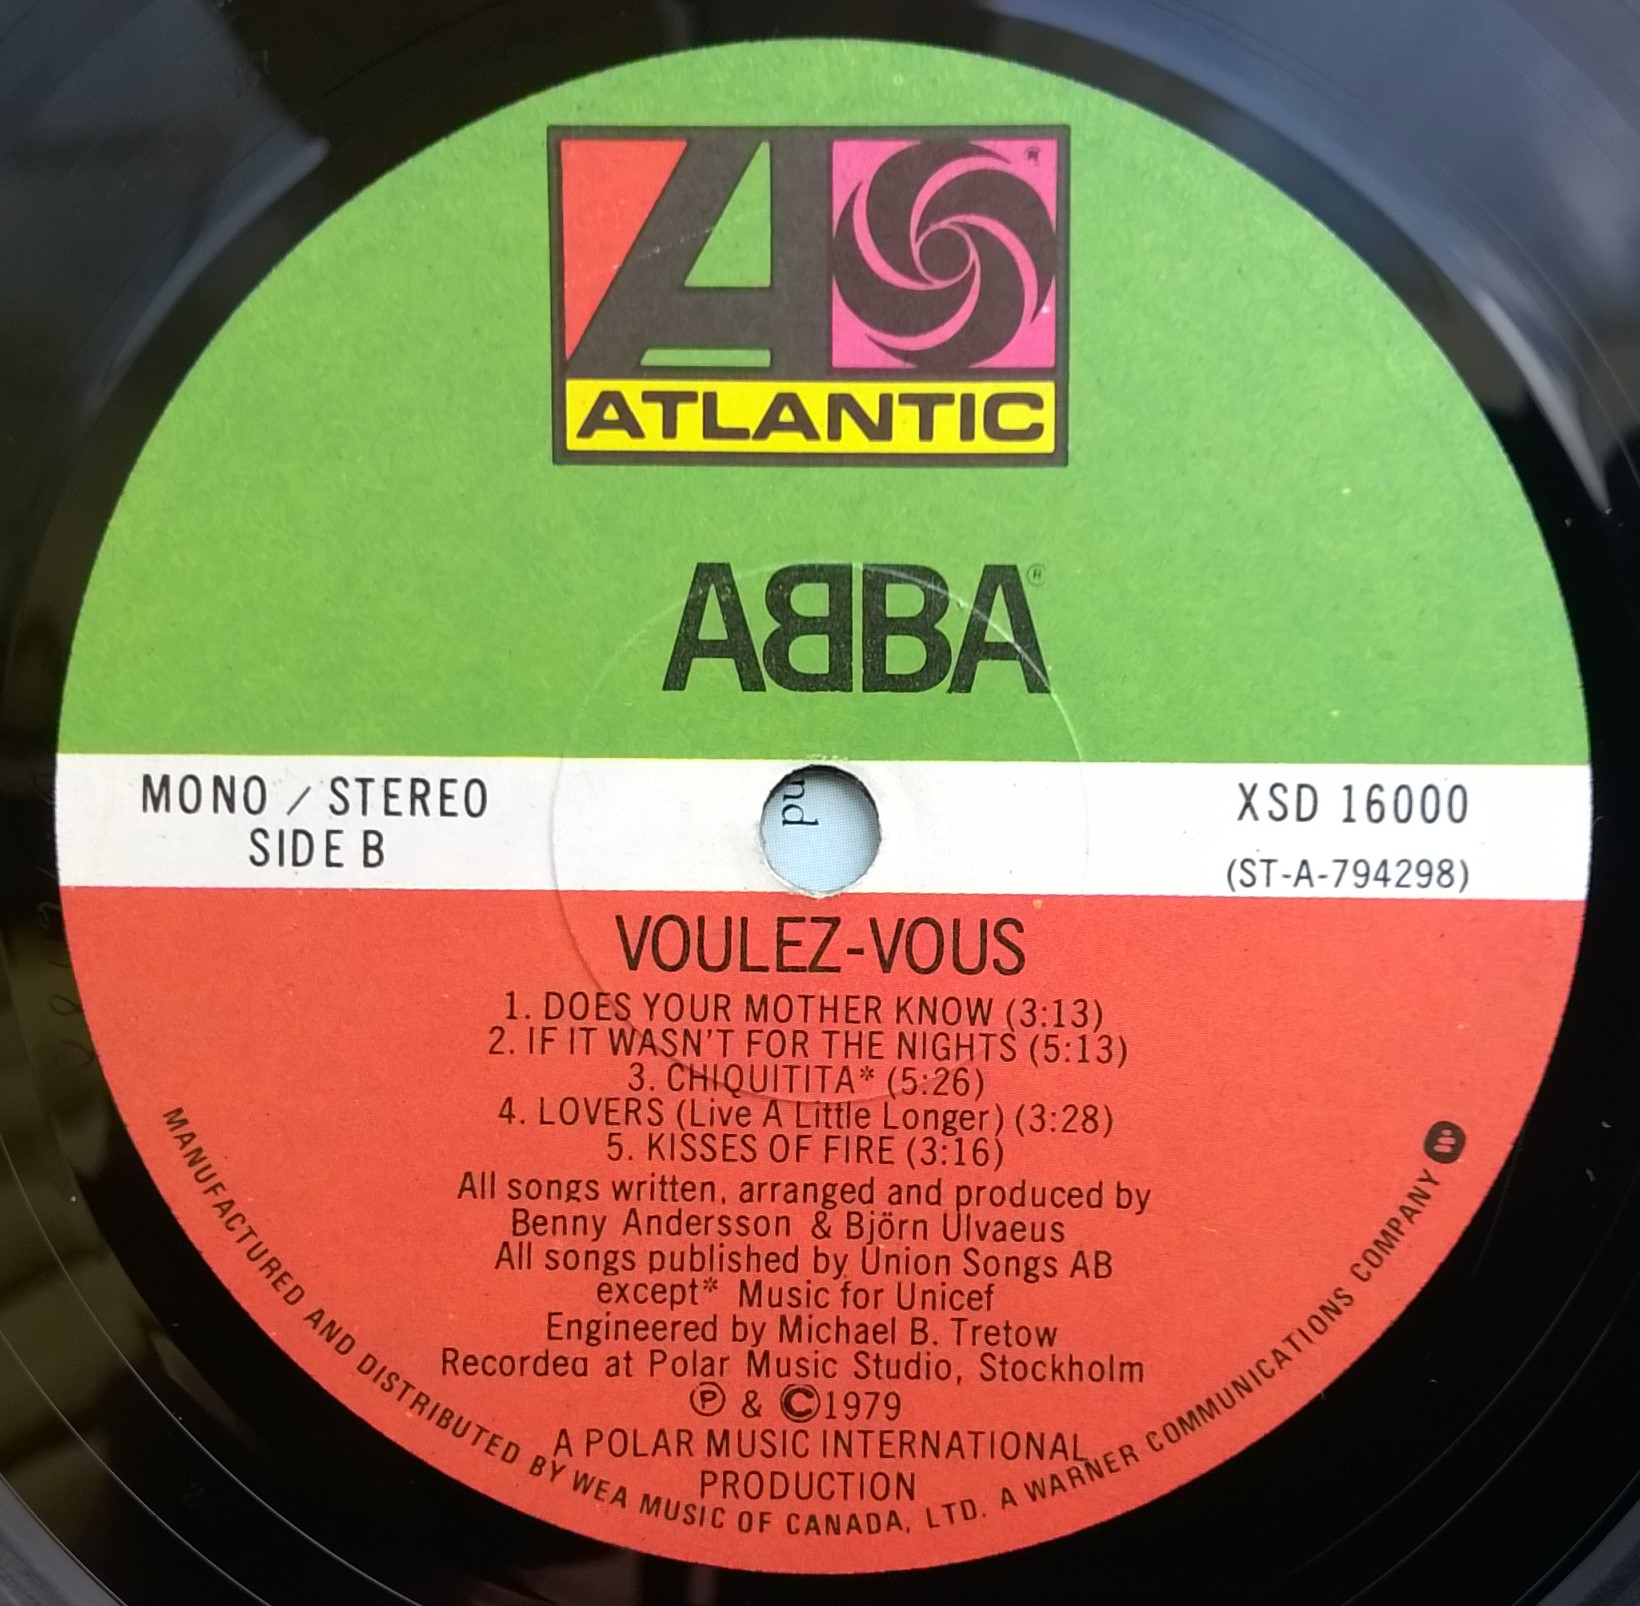 ATLANTIC
ABBA®
MONO / STEREO
SIDE B
XSD 16000
(ST-A-794298)
nd
VOULEZ-VOUS
1. DOES YOUR MOTHER KNOW (3:13)
2. IF IT WASN'T FOR THE NIGHTS (5:13)
3. CHIQUITITA* (5:26)
4. LOVERS (Live A Little Longer) (3:28)
5. KISSES OF FIRE (3:16)
All songs written, arranged and produced by
Benny Andersson & Björn Ulvaeus
All songs published by Union Songs AB
except* Music for Unicef
Engineered by Michael B. Tretow
Recorded at Polar Music Studio, Stockholm
℗ & ©1979
A POLAR MUSIC INTERNATIONAL
PRODUCTION
MANUFACTURED AND DISTRIBUTED BY WEA MUSIC OF CANADA, LTD. A WARNER COMMUNICATIONS COMPANY